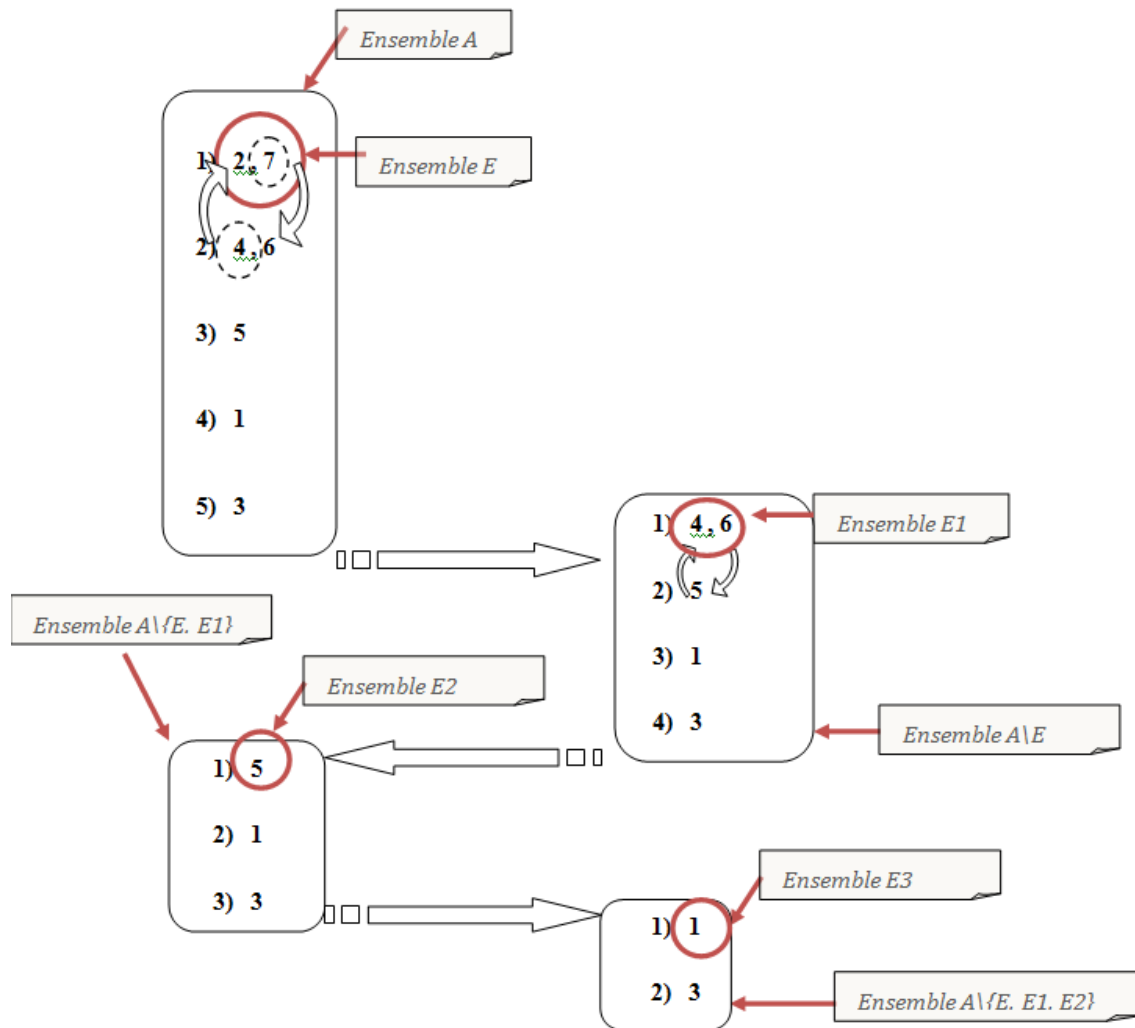 Ensemble A
1) 2, 7
Ensemble E
2) 4, 6
3) 5
4) 1
5) 3
1) 4, 6
Ensemble E1
2) 5
3) 1
4) 3
Ensemble A\E
Ensemble A\{E. E1}
Ensemble E2
1) 5
2) 1
3) 3
Ensemble E3
1) 1
2) 3
Ensemble A\{E. E1. E2}